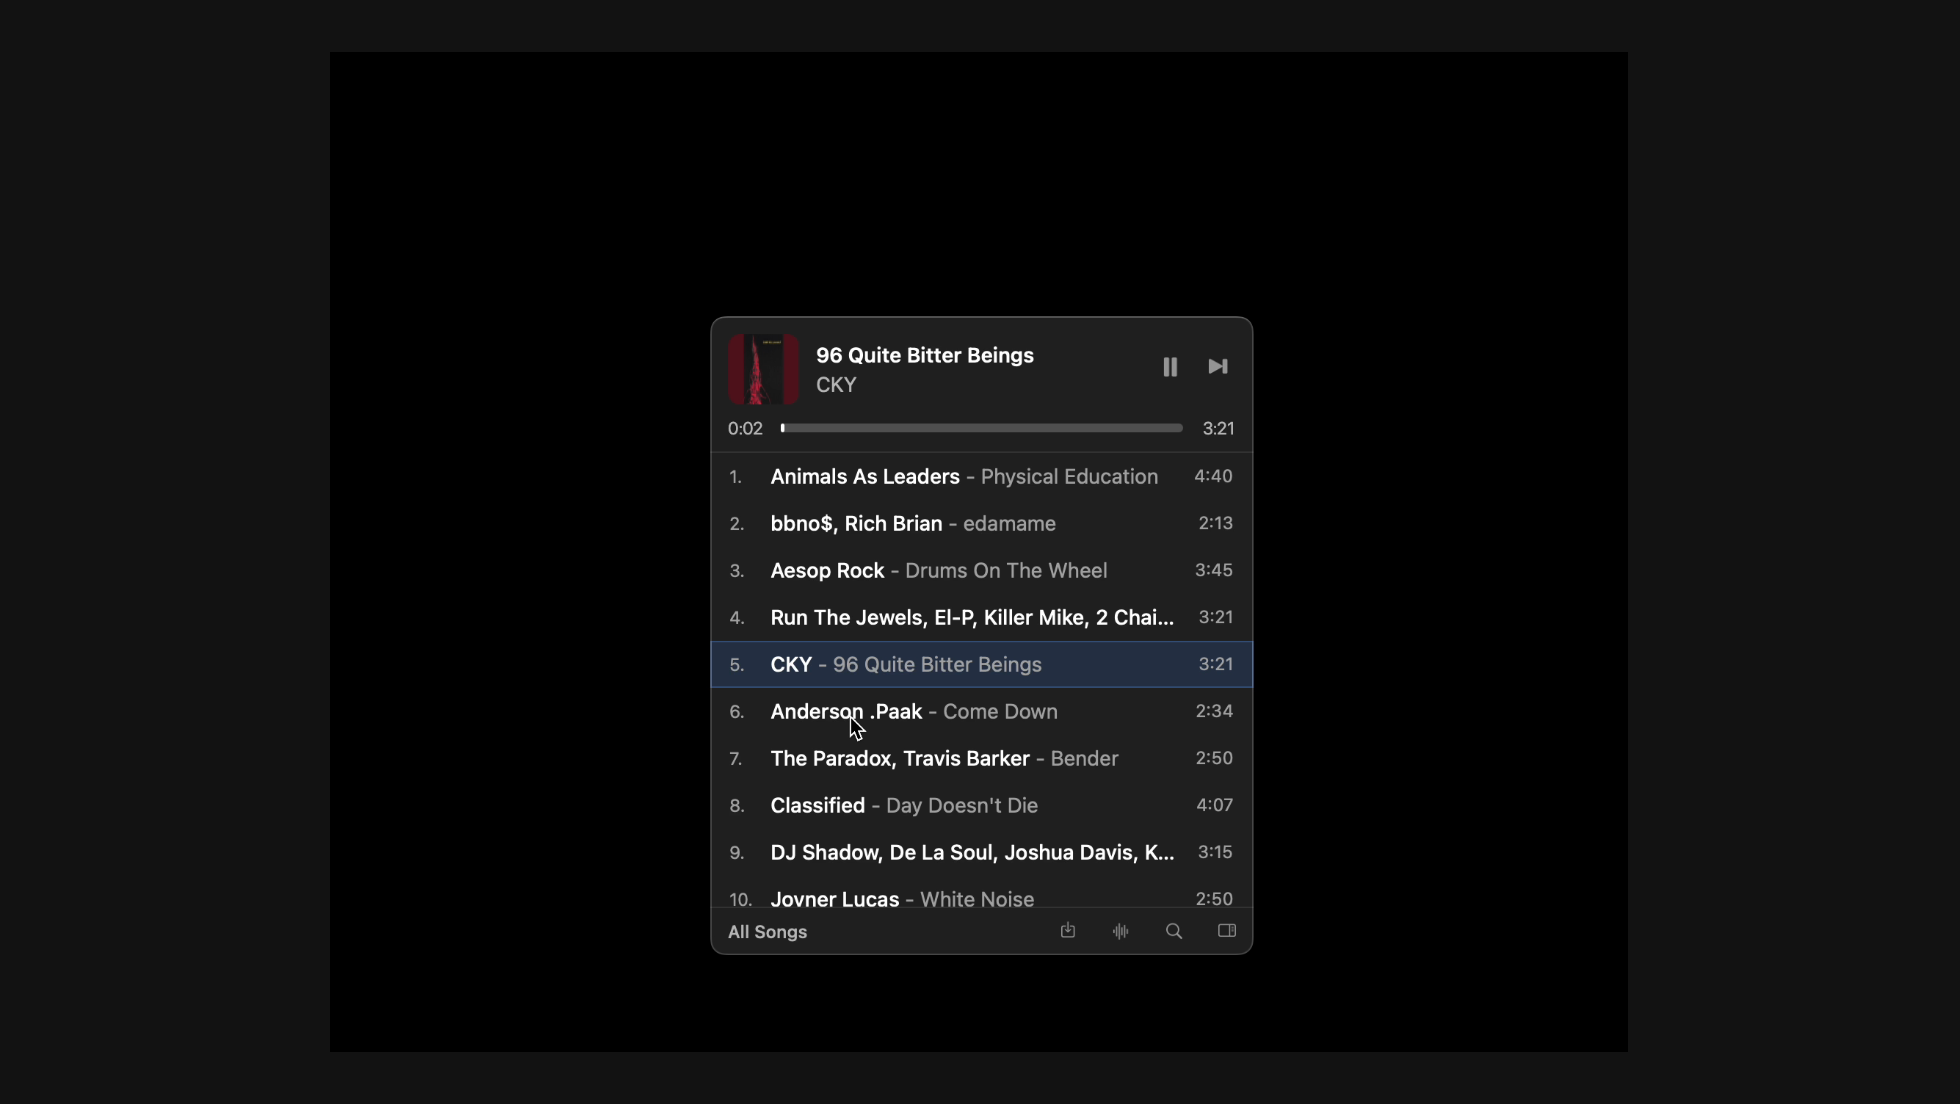 96 Quite Bitter Beings
CKY
0:02 3:21
1. Animals As Leaders - Physical Education 4:40
2. bbno$, Rich Brian - edamame 2:13
3. Aesop Rock - Drums On The Wheel 3:45
4. Run The Jewels, El-P, Killer Mike, 2 Chai... 3:21
5. CKY - 96 Quite Bitter Beings 3:21
6. Anderson .Paak - Come Down 2:34
7. The Paradox, Travis Barker - Bender 2:50
8. Classified - Day Doesn't Die 4:07
9. DJ Shadow, De La Soul, Joshua Davis, K... 3:15
10. Joyner Lucas - White Noise 2:50
All Songs